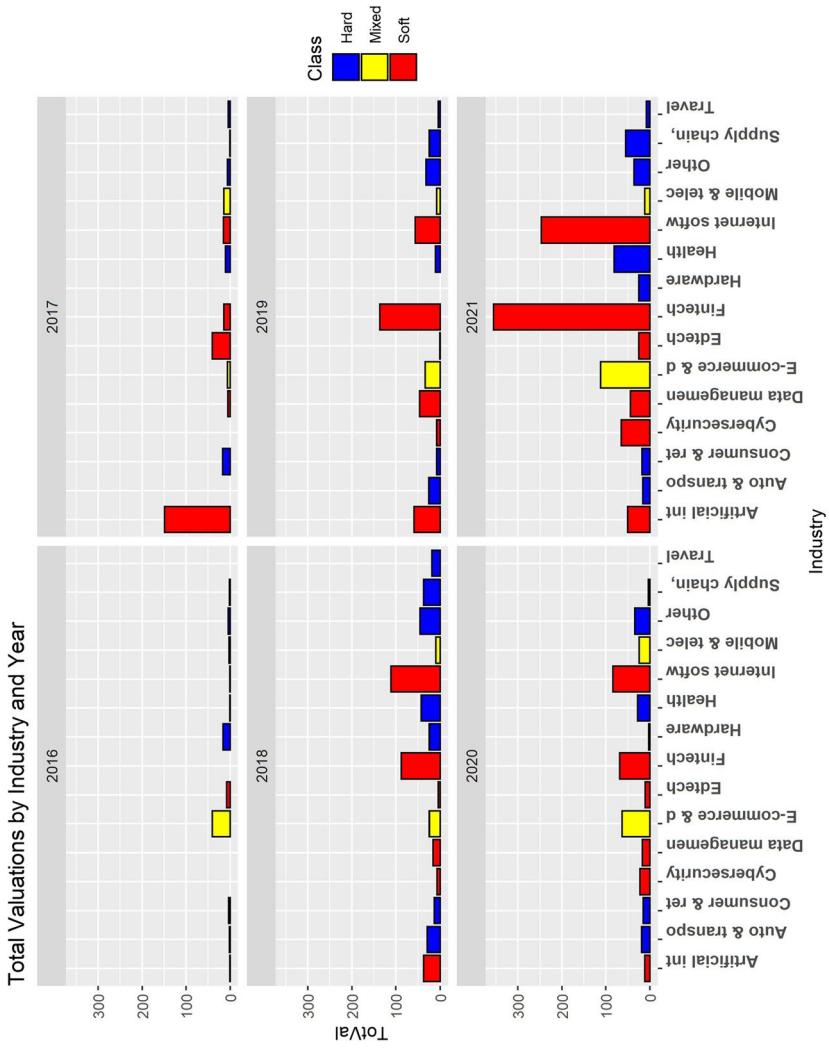 Total Valuations by Industry and Year
2016
2017
300
200
100
0
2018
2019
300
200
100
0
2020
2021
300
200
100
0
TotVal
Artificial int
Auto & transpo
Consumer & ret
Cybersecurity
Data managemen
E-commerce & d
Edtech
Fintech
Hardware
Health
Internet softw
Mobile & telec
Other
Supply chain,
Travel
Artificial int
Auto & transpo
Consumer & ret
Cybersecurity
Data managemen
E-commerce & d
Edtech
Fintech
Hardware
Health
Internet softw
Mobile & telec
Other
Supply chain,
Travel
Industry
Class
Hard
Mixed
Soft